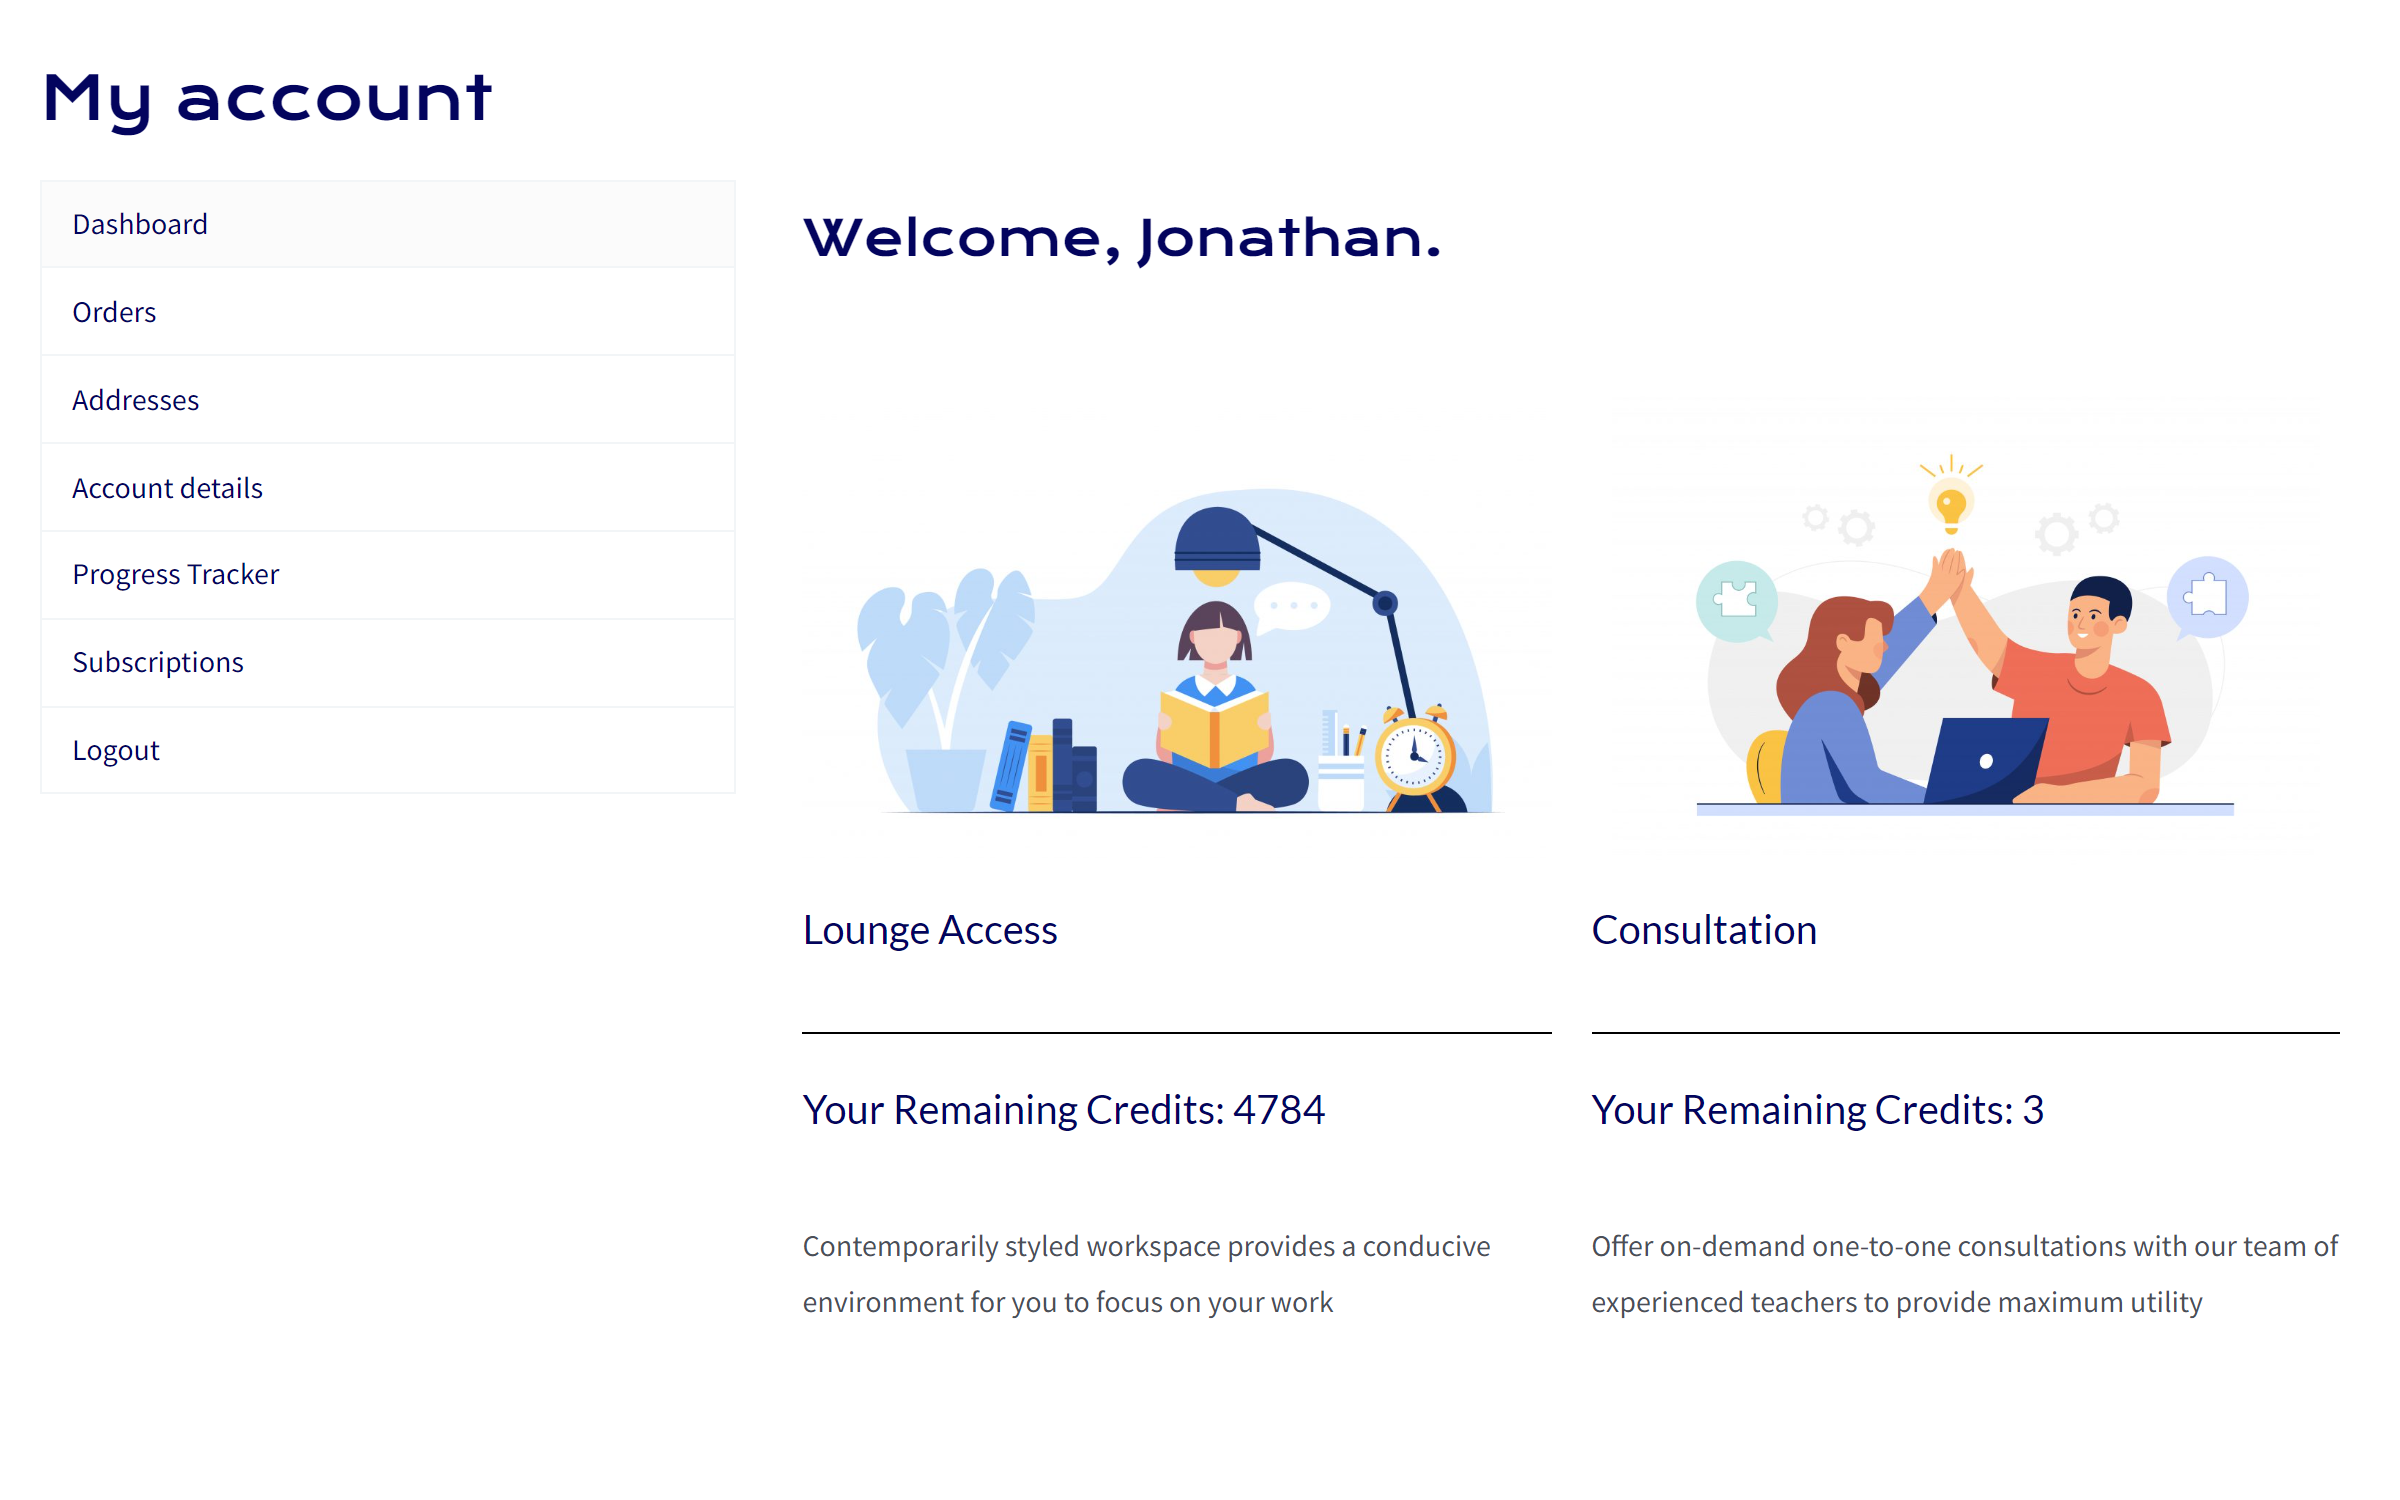 My account
Dashboard
Orders
Addresses
Account details
Progress Tracker
Subscriptions
Logout
Welcome, Jonathan.
Lounge Access
Your Remaining Credits: 4784
Contemporarily styled workspace provides a conducive
environment for you to focus on your work
Consultation
Your Remaining Credits: 3
Offer on-demand one-to-one consultations with our team of
experienced teachers to provide maximum utility